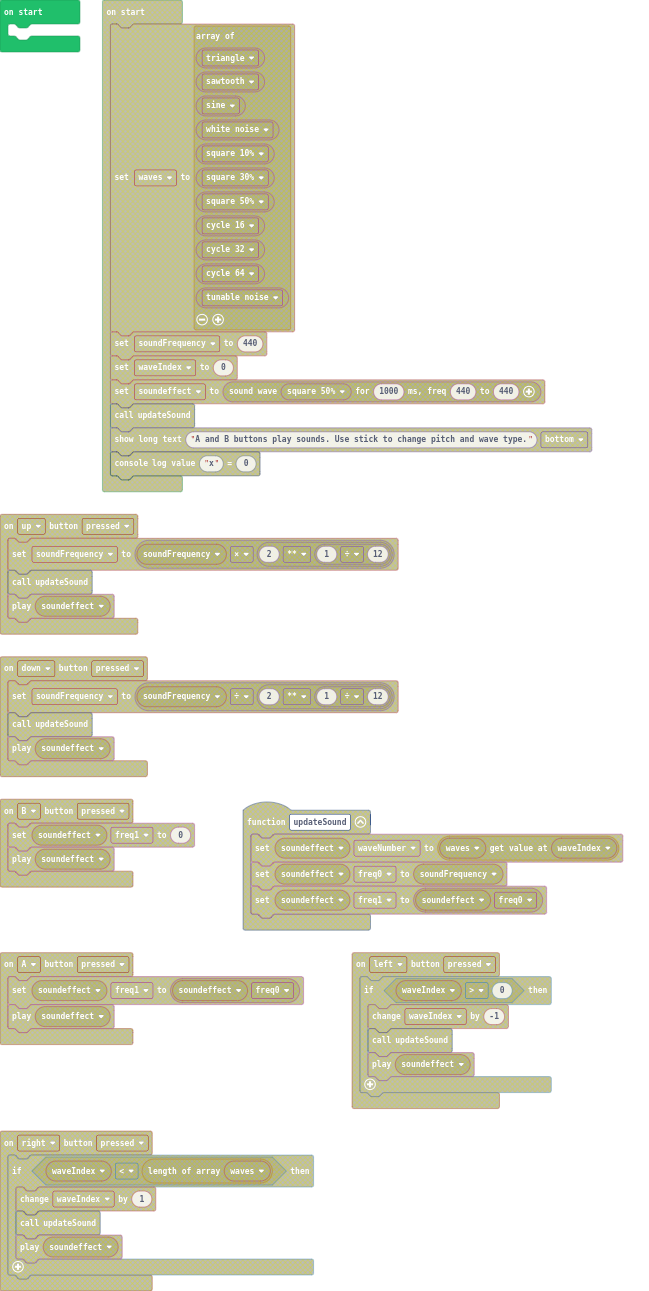 on start
on start
array of
triangle
sawtooth
sine
white noise
square 10%
set waves to square 30%
square 50%
cycle 16
cycle 32
cycle 64
tunable noise
set soundFrequency to 440
set waveIndex to 0
set soundeffect to sound wave square 50% for 1000 ms, freq 440 to 440
call updateSound
show long text "A and B buttons play sounds. Use stick to change pitch and wave type." bottom
console log value "x" = 0
on up button pressed
set soundFrequency to soundFrequency × 2 ** 1 ÷ 12
call updateSound
play soundeffect
on down button pressed
set soundFrequency to soundFrequency ÷ 2 ** 1 ÷ 12
call updateSound
play soundeffect
on B button pressed
set soundeffect freq1 to 0
play soundeffect
function updateSound
set soundeffect waveNumber to waves get value at waveIndex
set soundeffect freq0 to soundFrequency
set soundeffect freq1 to soundeffect freq0
on A button pressed
set soundeffect freq1 to soundeffect freq0
play soundeffect
on left button pressed
if waveIndex > 0 then
change waveIndex by -1
call updateSound
play soundeffect
on right button pressed
if waveIndex < length of array waves then
change waveIndex by 1
call updateSound
play soundeffect